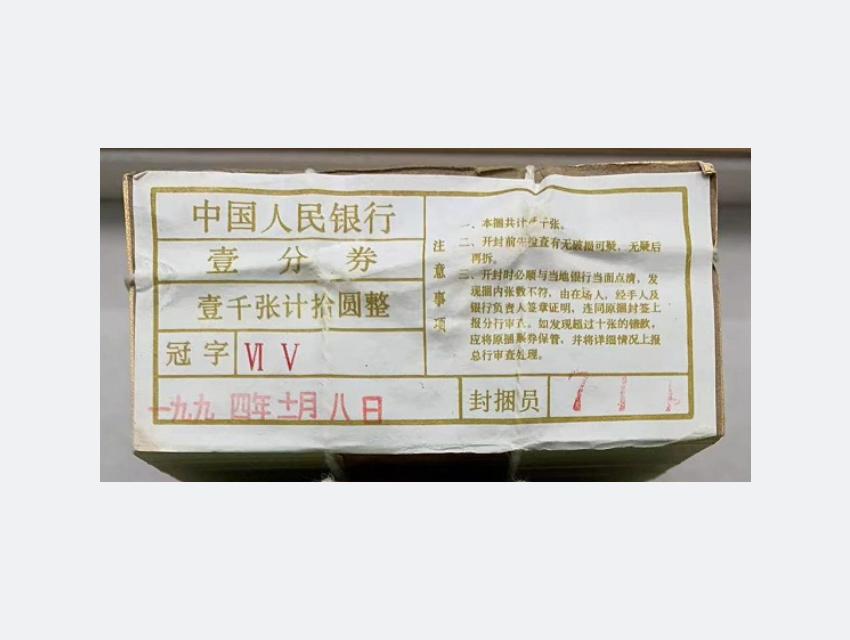 中国人民银行
壹分券
壹千张计拾圆整
冠字 Ⅵ Ⅴ
一九九四年十一月八日
注意事项
一、本捆共计壹千张。
二、开封前先检查有无破捆可疑，无疑后
再拆。
三、开封时必顺与当地银行当面点清，发
现捆内张数不符，由在场人，经手人及
银行负责人签章证明，连同原捆封签上
报分行审查。如发现超过十张的错款，
应将原捆票券保管、并将详细情况上报
总行审查处理。
封捆员
71